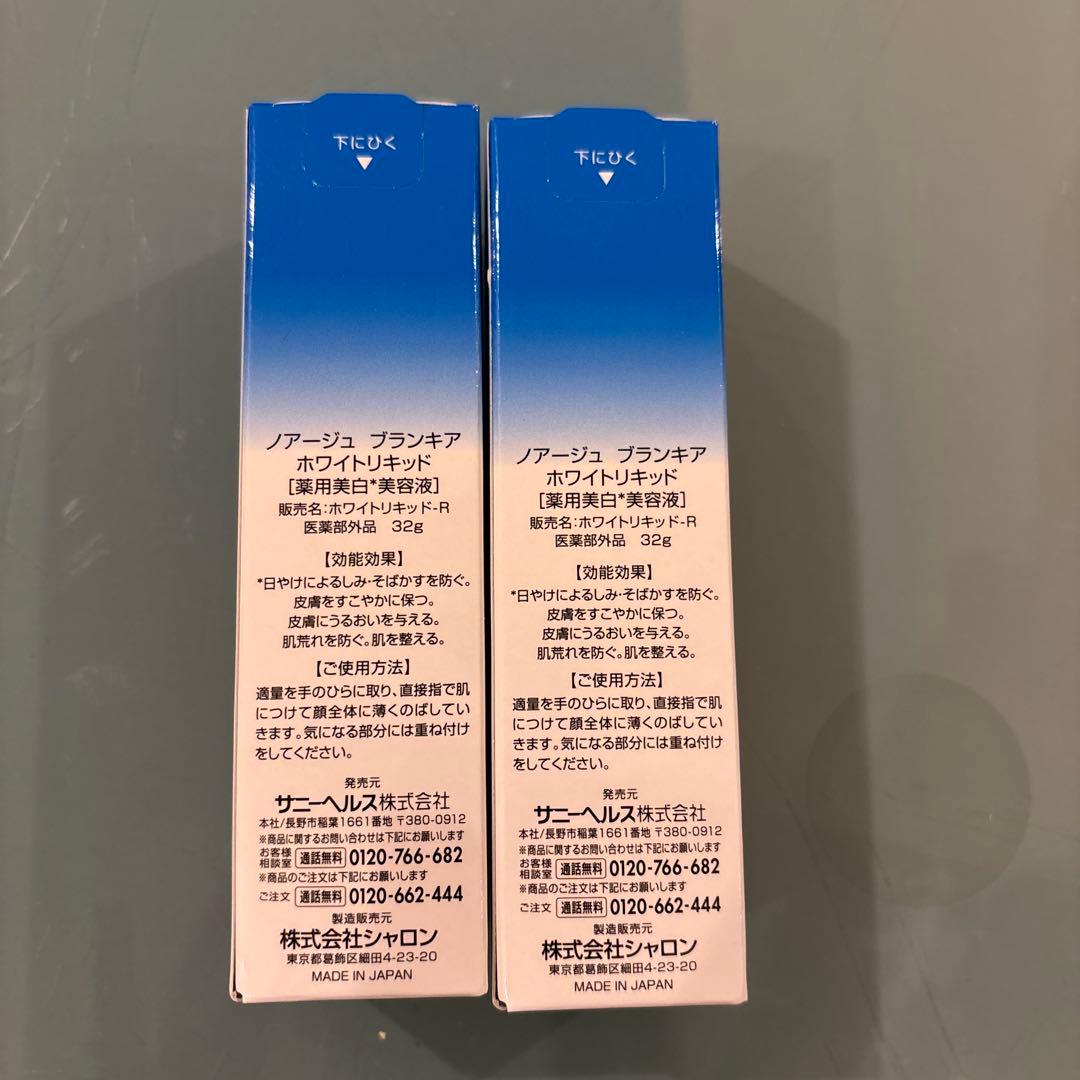 下にひく
ノアージュ ブランキア
ホワイトリキッド
[薬用美白*美容液]
販売名:ホワイトリキッド-R
医薬部外品 32g
【効能効果】
*日やけによるしみ・そばかすを防ぐ。
皮膚をすこやかに保つ。
皮膚にうるおいを与える。
肌荒れを防ぐ。肌を整える。
【ご使用方法】
適量を手のひらに取り、直接指で肌
につけて顔全体に薄くのばしてい
きます。気になる部分には重ね付け
をしてください。
発売元
サニーヘルス株式会社
本社/長野市稲葉1661番地 〒380-0912
※商品に関するお問い合わせは下記にお願いします
お客様相談室 通話無料 0120-766-682
※商品のご注文は下記にお願いします
ご注文 通話無料 0120-662-444
製造販売元
株式会社シャロン
東京都葛飾区細田4-23-20
MADE IN JAPAN
下にひく
ノアージュ ブランキア
ホワイトリキッド
[薬用美白*美容液]
販売名:ホワイトリキッド-R
医薬部外品 32g
【効能効果】
*日やけによるしみ・そばかすを防ぐ。
皮膚をすこやかに保つ。
皮膚にうるおいを与える。
肌荒れを防ぐ。肌を整える。
【ご使用方法】
適量を手のひらに取り、直接指で肌
につけて顔全体に薄くのばしてい
きます。気になる部分には重ね付け
をしてください。
発売元
サニーヘルス株式会社
本社/長野市稲葉1661番地 〒380-0912
※商品に関するお問い合わせは下記にお願いします
お客様相談室 通話無料 0120-766-682
※商品のご注文は下記にお願いします
ご注文 通話無料 0120-662-444
製造販売元
株式会社シャロン
東京都葛飾区細田4-23-20
MADE IN JAPAN